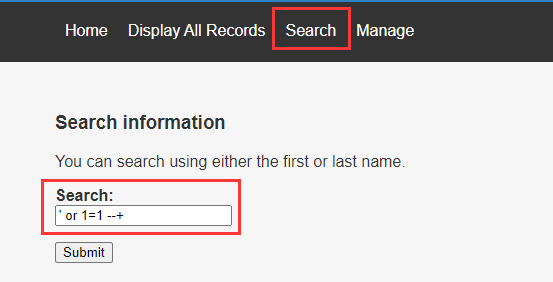 Home Display All Records Search Manage
Search information
You can search using either the first or last name.
Search:
' or 1=1 --+
Submit